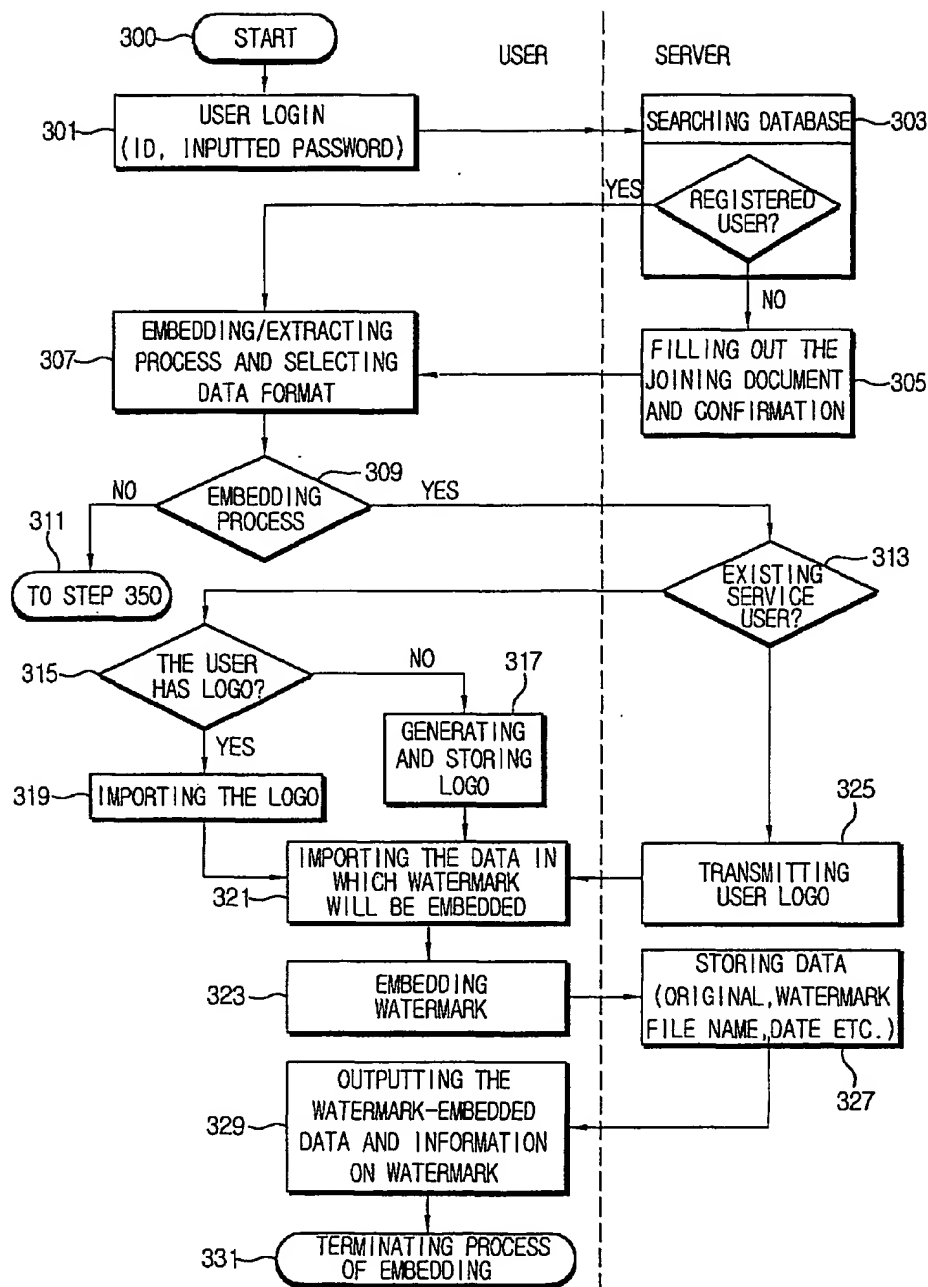 300
START
USER
SERVER
301
USER LOGIN
(ID, INPUTTED PASSWORD)
SEARCHING DATABASE
303
YES
REGISTERED
USER?
NO
307
EMBEDDING/EXTRACTING
PROCESS AND SELECTING
DATA FORMAT
FILLING OUT THE
JOINING DOCUMENT
AND CONFIRMATION
305
309
NO
EMBEDDING
PROCESS
YES
311
TO STEP 350
313
EXISTING
SERVICE
USER?
315
THE USER
HAS LOGO?
NO
317
YES
GENERATING
AND STORING
LOGO
319
IMPORTING THE LOGO
325
321
IMPORTING THE DATA IN
WHICH WATERMARK
WILL BE EMBEDDED
TRANSMITTING
USER LOGO
323
EMBEDDING
WATERMARK
STORING DATA
(ORIGINAL,WATERMARK
FILE NAME,DATE ETC.)
327
329
OUTPUTTING THE
WATERMARK-EMBEDDED
DATA AND INFORMATION
ON WATERMARK
331
TERMINATING PROCESS
OF EMBEDDING